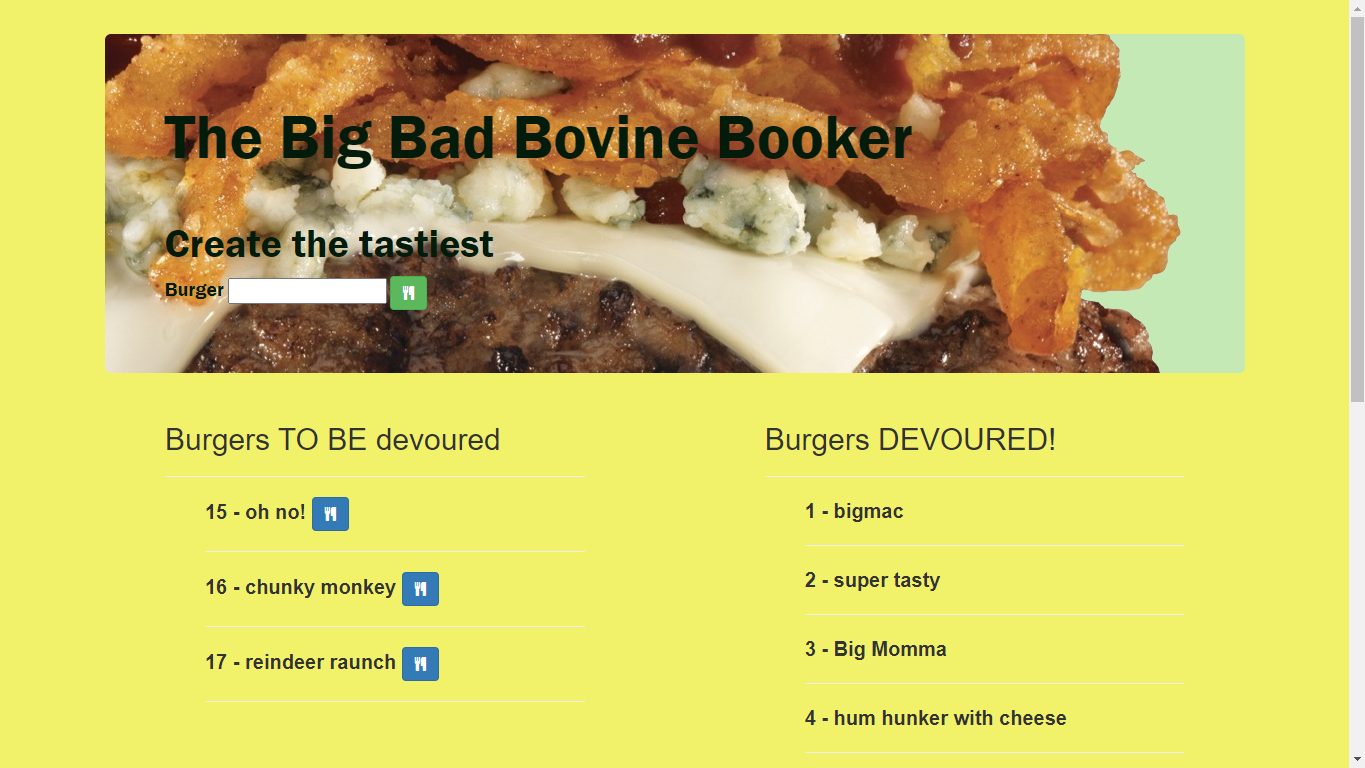 The Big Bad Bovine Booker
Create the tastiest
Burger
Burgers TO BE devoured
15 - oh no!
16 - chunky monkey
17 - reindeer raunch
Burgers DEVOURED!
1 - bigmac
2 - super tasty
3 - Big Momma
4 - hum hunker with cheese